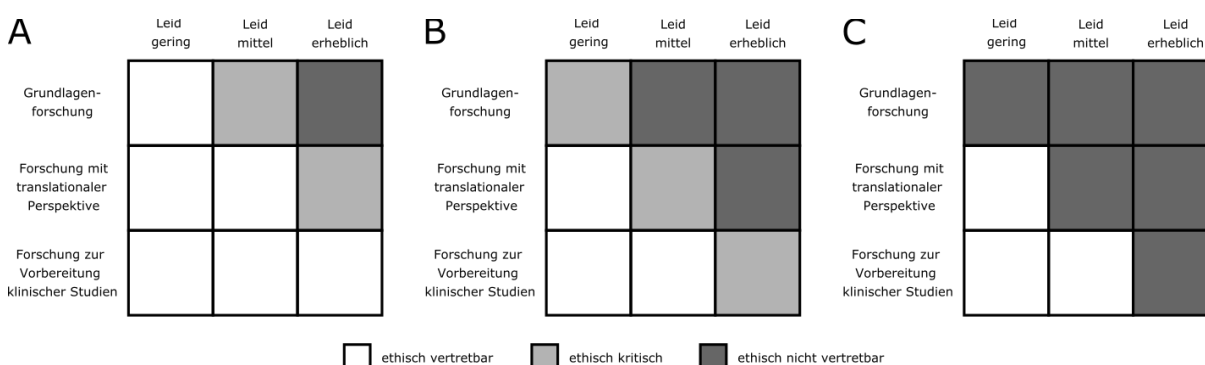 A
Leid
gering
Leid
mittel
Leid
erheblich
Grundlagen-
forschung
Forschung mit
translationaler
Perspektive
Forschung zur
Vorbereitung
klinischer Studien
B
Leid
gering
Leid
mittel
Leid
erheblich
Grundlagen-
forschung
Forschung mit
translationaler
Perspektive
Forschung zur
Vorbereitung
klinischer Studien
C
Leid
gering
Leid
mittel
Leid
erheblich
Grundlagen-
forschung
Forschung mit
translationaler
Perspektive
Forschung zur
Vorbereitung
klinischer Studien
ethisch vertretbar
ethisch kritisch
ethisch nicht vertretbar